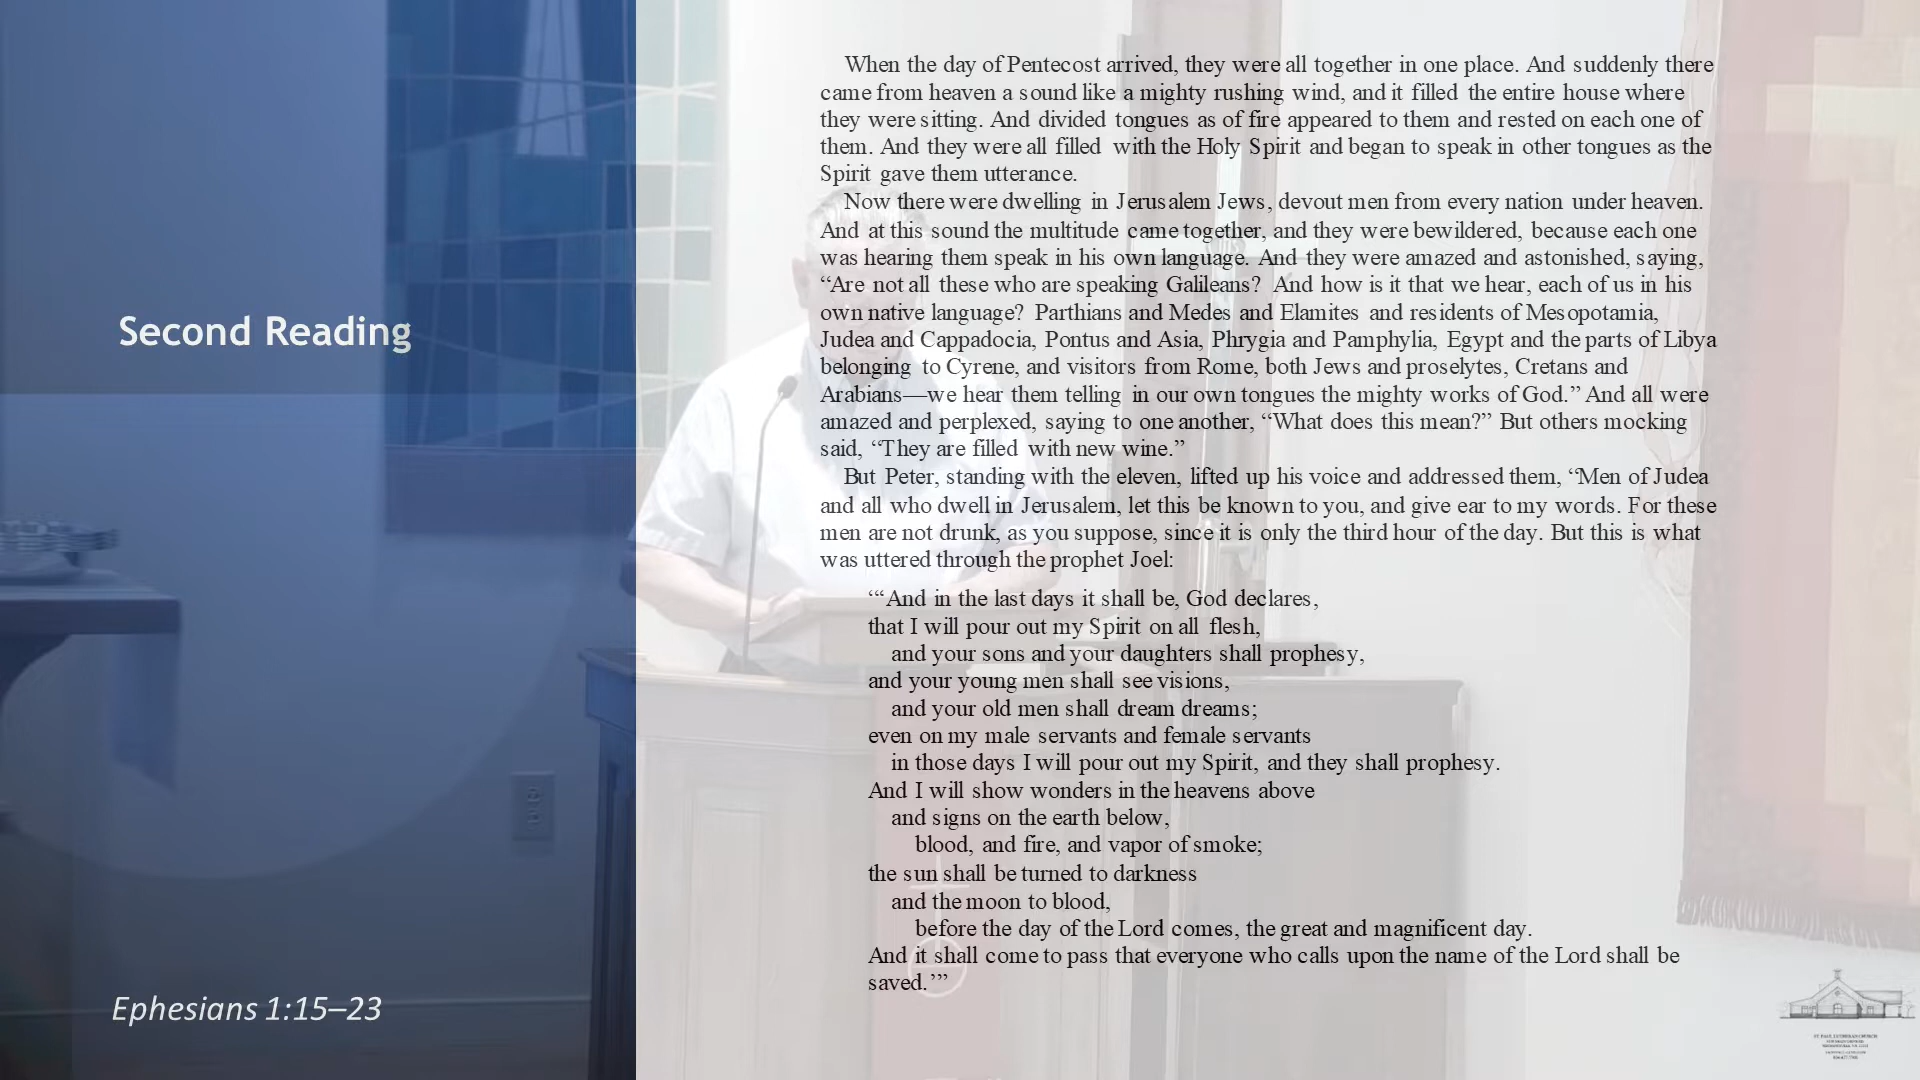 Second Reading
Ephesians 1:15–23
When the day of Pentecost arrived, they were all together in one place. And suddenly there
came from heaven a sound like a mighty rushing wind, and it filled the entire house where
they were sitting. And divided tongues as of fire appeared to them and rested on each one of
them. And they were all filled with the Holy Spirit and began to speak in other tongues as the
Spirit gave them utterance.
Now there were dwelling in Jerusalem Jews, devout men from every nation under heaven.
And at this sound the multitude came together, and they were bewildered, because each one
was hearing them speak in his own language. And they were amazed and astonished, saying,
“Are not all these who are speaking Galileans? And how is it that we hear, each of us in his
own native language? Parthians and Medes and Elamites and residents of Mesopotamia,
Judea and Cappadocia, Pontus and Asia, Phrygia and Pamphylia, Egypt and the parts of Libya
belonging to Cyrene, and visitors from Rome, both Jews and proselytes, Cretans and
Arabians—we hear them telling in our own tongues the mighty works of God.” And all were
amazed and perplexed, saying to one another, “What does this mean?” But others mocking
said, “They are filled with new wine.”
But Peter, standing with the eleven, lifted up his voice and addressed them, “Men of Judea
and all who dwell in Jerusalem, let this be known to you, and give ear to my words. For these
men are not drunk, as you suppose, since it is only the third hour of the day. But this is what
was uttered through the prophet Joel:
“‘And in the last days it shall be, God declares,
that I will pour out my Spirit on all flesh,
and your sons and your daughters shall prophesy,
and your young men shall see visions,
and your old men shall dream dreams;
even on my male servants and female servants
in those days I will pour out my Spirit, and they shall prophesy.
And I will show wonders in the heavens above
and signs on the earth below,
blood, and fire, and vapor of smoke;
the sun shall be turned to darkness
and the moon to blood,
before the day of the Lord comes, the great and magnificent day.
And it shall come to pass that everyone who calls upon the name of the Lord shall be
saved.’”
ST. PAUL LUTHERAN CHURCH